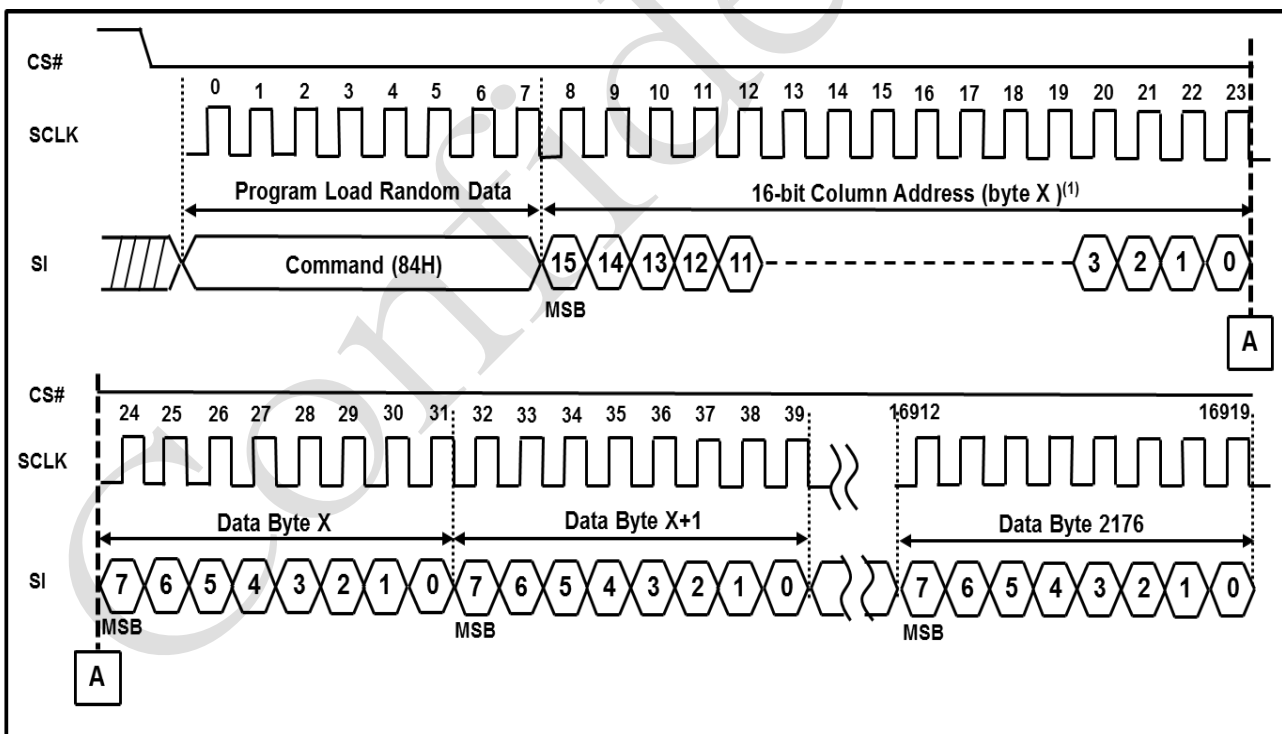 CS#
0 1 2 3 4 5 6 7 8 9 10 11 12 13 14 15 16 17 18 19 20 21 22 23
SCLK
Program Load Random Data 16-bit Column Address (byte X )(1)
SI Command (84H) 15 14 13 12 11 3 2 1 0
MSB
A
CS#
24 25 26 27 28 29 30 31 32 33 34 35 36 37 38 39 16912 16919
SCLK
Data Byte X Data Byte X+1 Data Byte 2176
SI 7 6 5 4 3 2 1 0 7 6 5 4 3 2 1 0 7 6 5 4 3 2 1 0
MSB MSB MSB
A
Confide